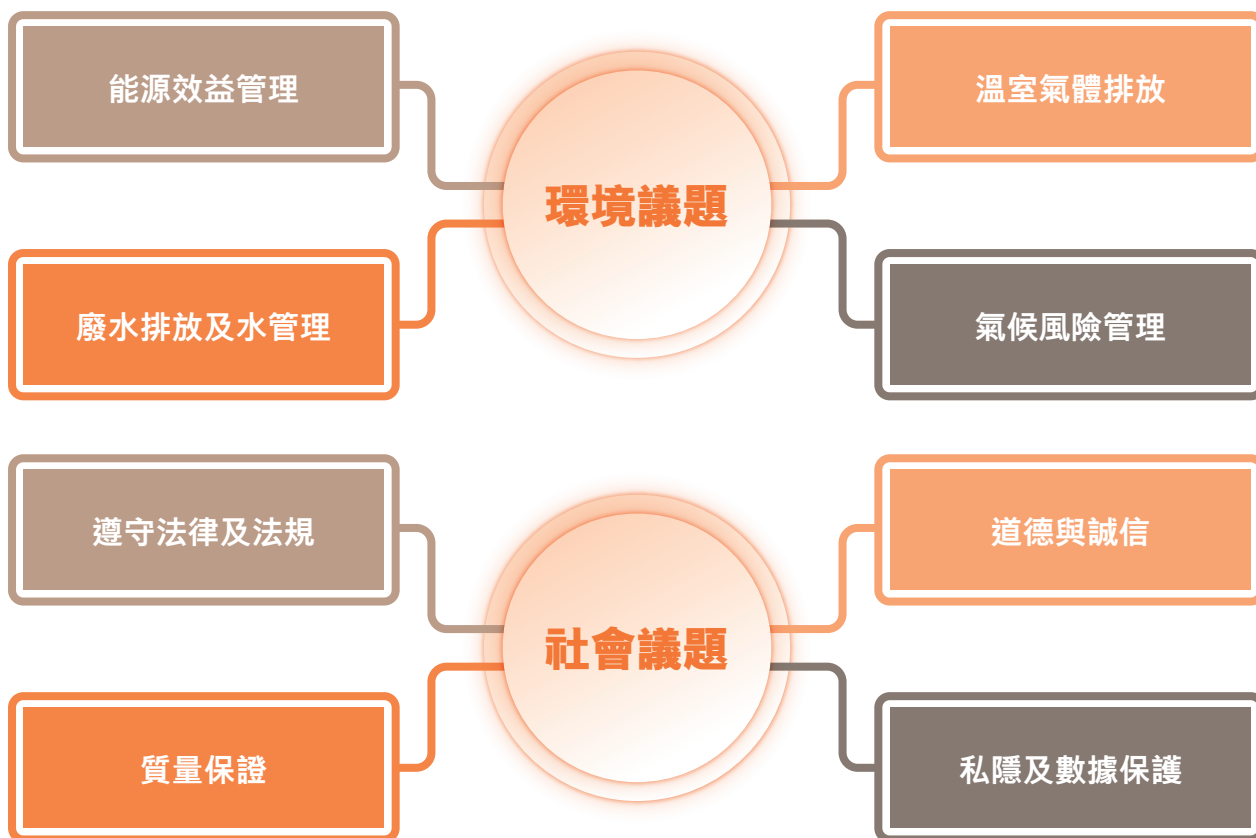 能源效益管理
溫室氣體排放
環境議題
廢水排放及水管理
氣候風險管理
遵守法律及法規
道德與誠信
社會議題
質量保證
私隱及數據保護